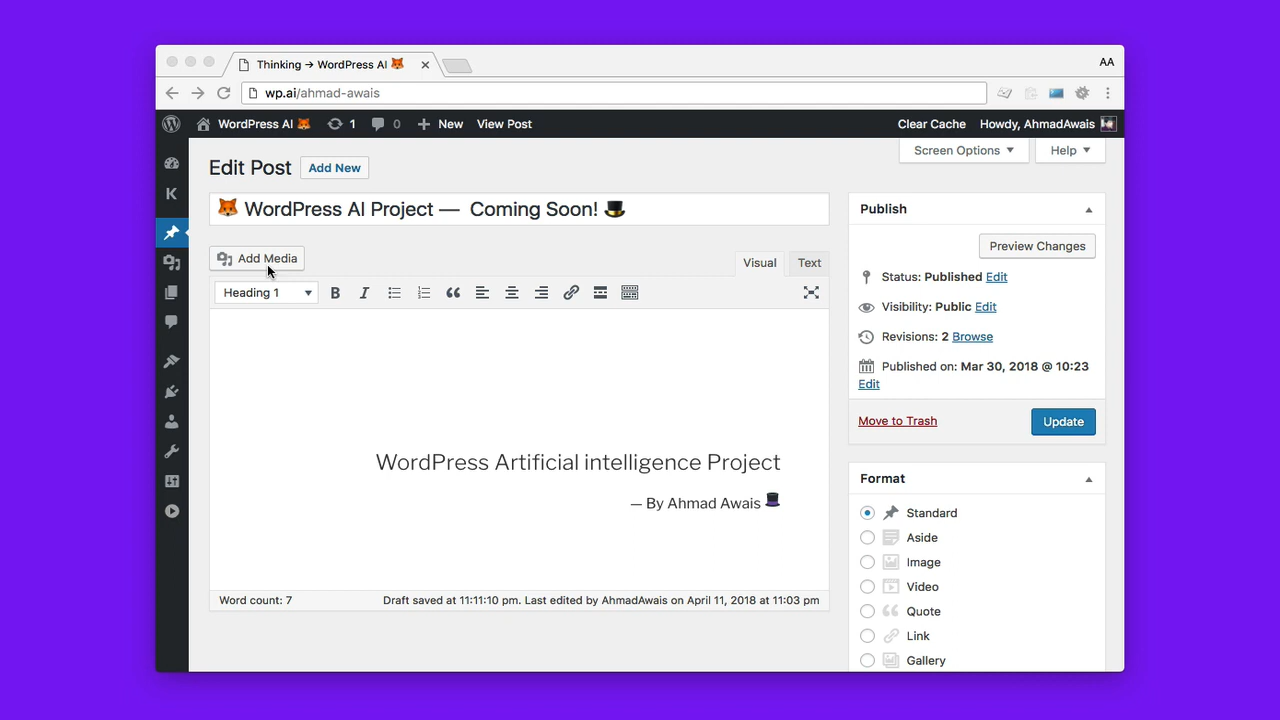 Thinking → WordPress AI 🦊
AA
wp.ai/ahmad-awais
WordPress AI 🦊 1 0 New View Post Clear Cache Howdy, AhmadAwais
Screen Options Help
Edit Post Add New
🦊 WordPress AI Project — Coming Soon! 🎩
Add Media
Visual Text
Heading 1
B I
WordPress Artificial intelligence Project
— By Ahmad Awais 🎩
Word count: 7 Draft saved at 11:11:10 pm. Last edited by AhmadAwais on April 11, 2018 at 11:03 pm
Publish
Preview Changes
Status: Published Edit
Visibility: Public Edit
Revisions: 2 Browse
Published on: Mar 30, 2018 @ 10:23
Edit
Move to Trash Update
Format
Standard
Aside
Image
Video
Quote
Link
Gallery